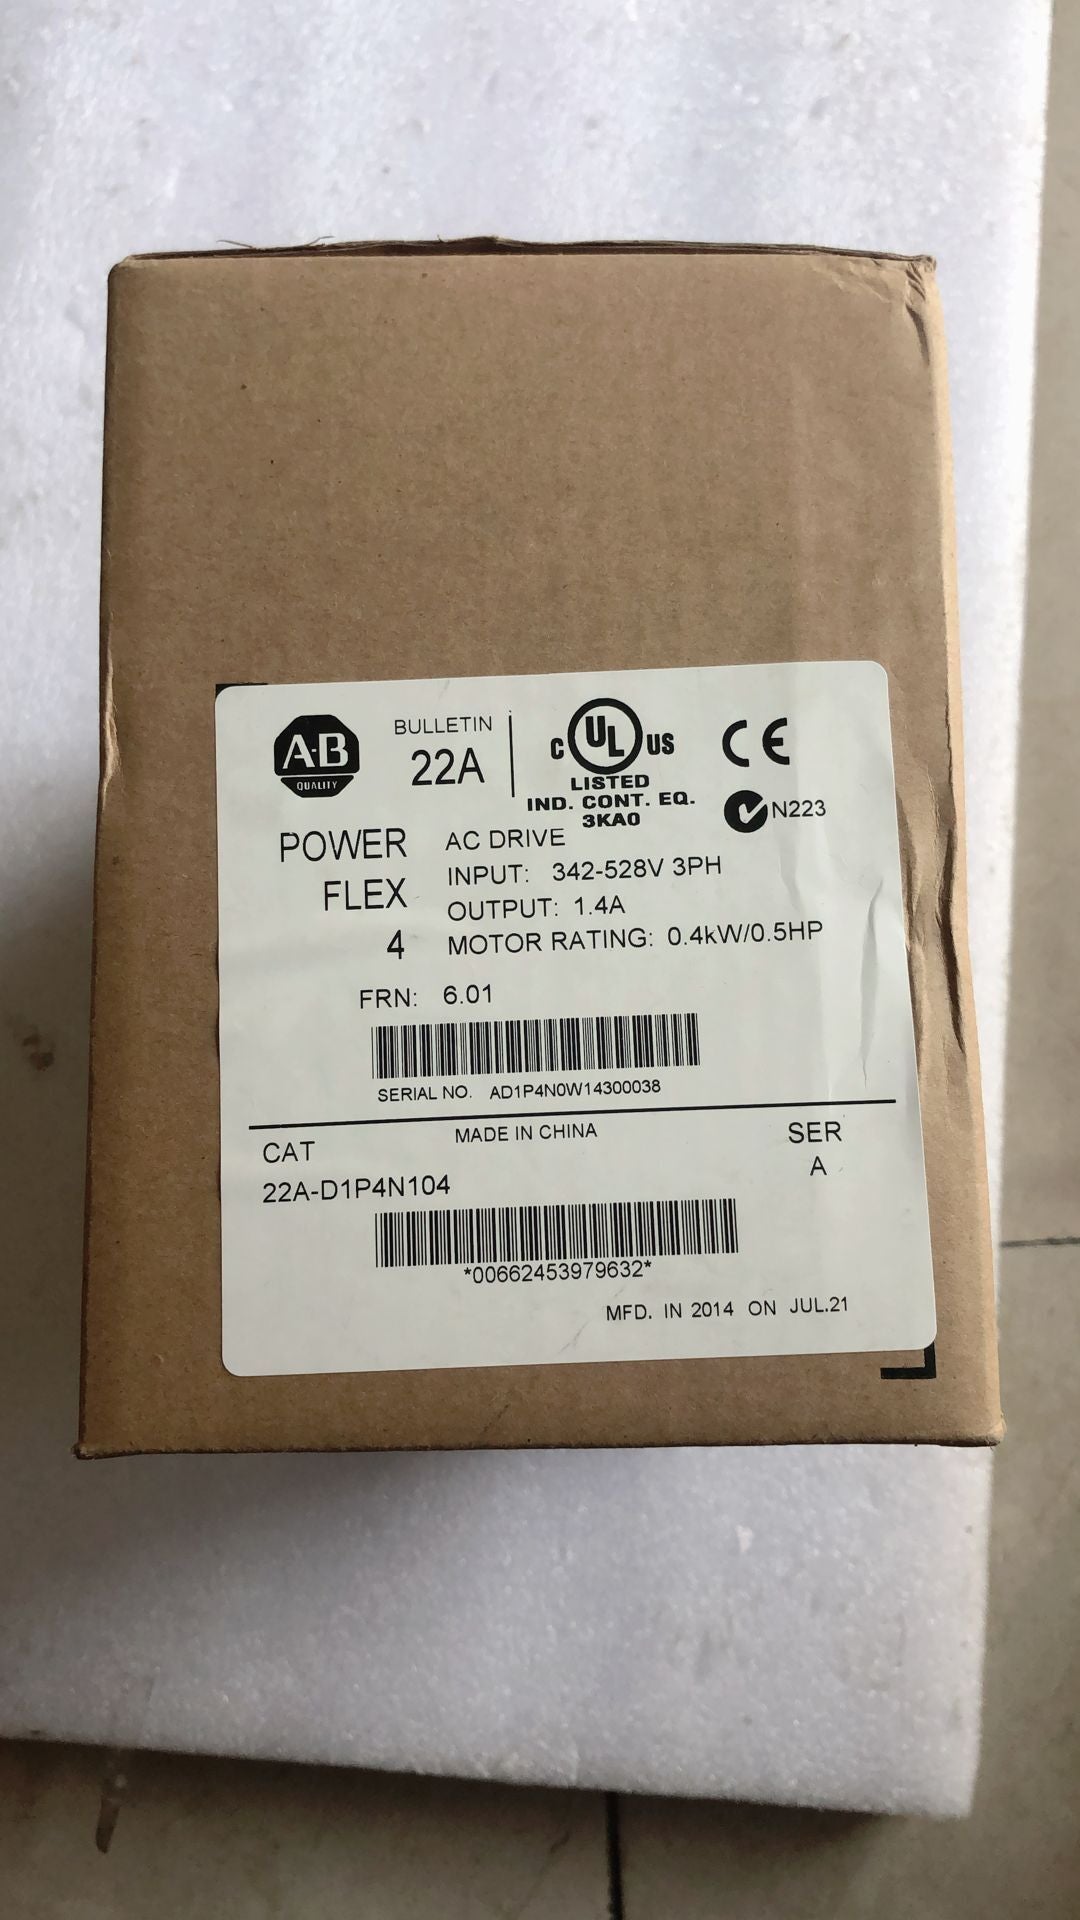 A-B
QUALITY
BULLETIN
22A
C UL US
LISTED
IND. CONT. EQ.
3KA0
CE
N223
POWER
FLEX
4
AC DRIVE
INPUT: 342-528V 3PH
OUTPUT: 1.4A
MOTOR RATING: 0.4kW/0.5HP
FRN: 6.01
SERIAL NO. AD1P4N0W14300038
MADE IN CHINA
CAT
22A-D1P4N104
SER
A
*00662453979632*
MFD. IN 2014 ON JUL.21